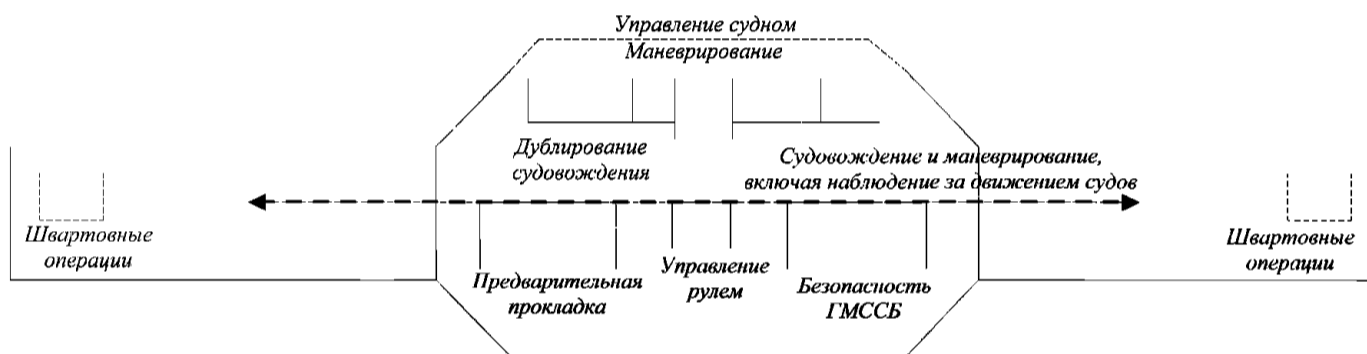 Управление судном
Маневрирование
Дублирование
судовождения
Судовождение и маневрирование,
включая наблюдение за движением судов
Швартовные
операции
Предварительная
прокладка
Управление
рулем
Безопасность
ГМССБ
Швартовные
операции